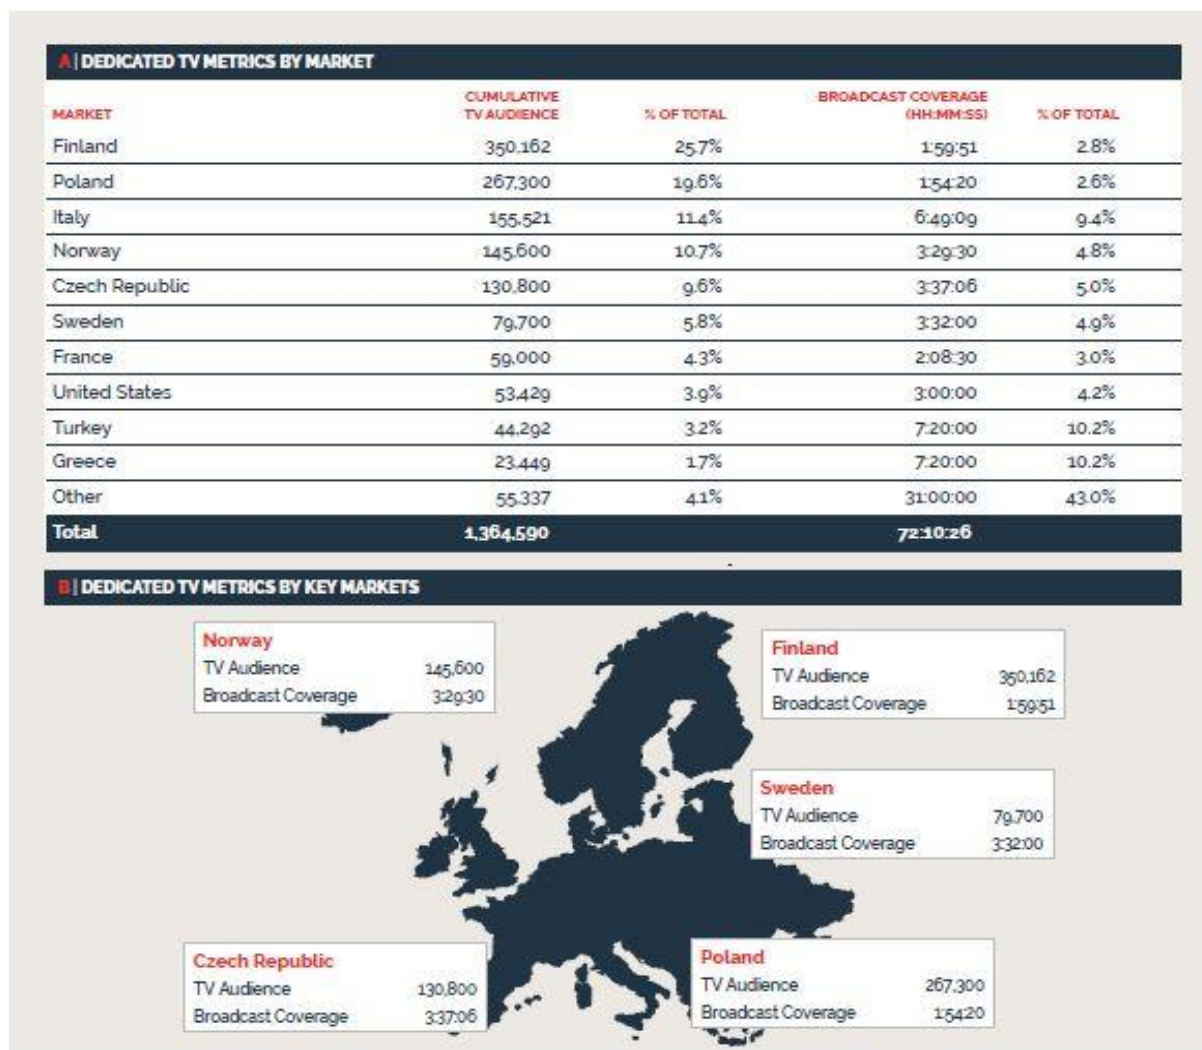 A | DEDICATED TV METRICS BY MARKET
MARKET CUMULATIVE TV AUDIENCE % OF TOTAL BROADCAST COVERAGE (HH:MM:SS) % OF TOTAL
Finland 350,162 25.7% 1:59:51 2.8%
Poland 267,300 19.6% 1:54:20 2.6%
Italy 155,521 11.4% 6:49:09 9.4%
Norway 145,600 10.7% 3:29:30 4.8%
Czech Republic 130,800 9.6% 3:37:06 5.0%
Sweden 79,700 5.8% 3:32:00 4.9%
France 59,000 4.3% 2:08:30 3.0%
United States 53,429 3.9% 3:00:00 4.2%
Turkey 44,292 3.2% 7:20:00 10.2%
Greece 23,449 1.7% 7:20:00 10.2%
Other 55,337 4.1% 31:00:00 43.0%
Total 1,364,590 72:10:26
B | DEDICATED TV METRICS BY KEY MARKETS
Norway
TV Audience 145,600
Broadcast Coverage 3:29:30
Finland
TV Audience 350,162
Broadcast Coverage 1:59:51
Sweden
TV Audience 79,700
Broadcast Coverage 3:32:00
Czech Republic
TV Audience 130,800
Broadcast Coverage 3:37:06
Poland
TV Audience 267,300
Broadcast Coverage 1:54:20